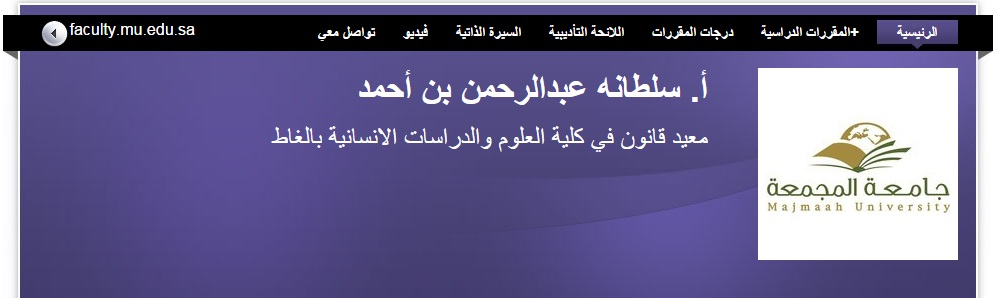 الرئيسية
+المقررات الدراسية
درجات المقررات
اللائحة التأديبية
السيرة الذاتية
فيديو
تواصل معي
faculty.mu.edu.sa
أ. سلطانه عبدالرحمن بن أحمد
معيد قانون في كلية العلوم والدراسات الانسانية بالغاط
جامعة المجمعة
Majmaah University